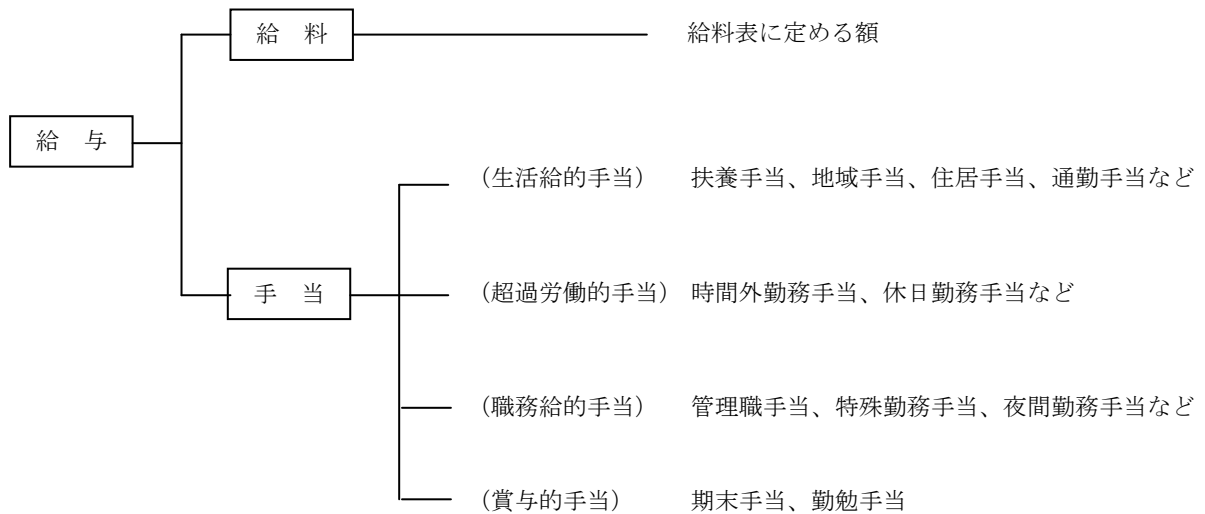 給 料 給料表に定める額
給 与
(生活給的手当) 扶養手当、地域手当、住居手当、通勤手当など
手 当 (超過労働的手当) 時間外勤務手当、休日勤務手当など
(職務給的手当) 管理職手当、特殊勤務手当、夜間勤務手当など
(賞与的手当) 期末手当、勤勉手当